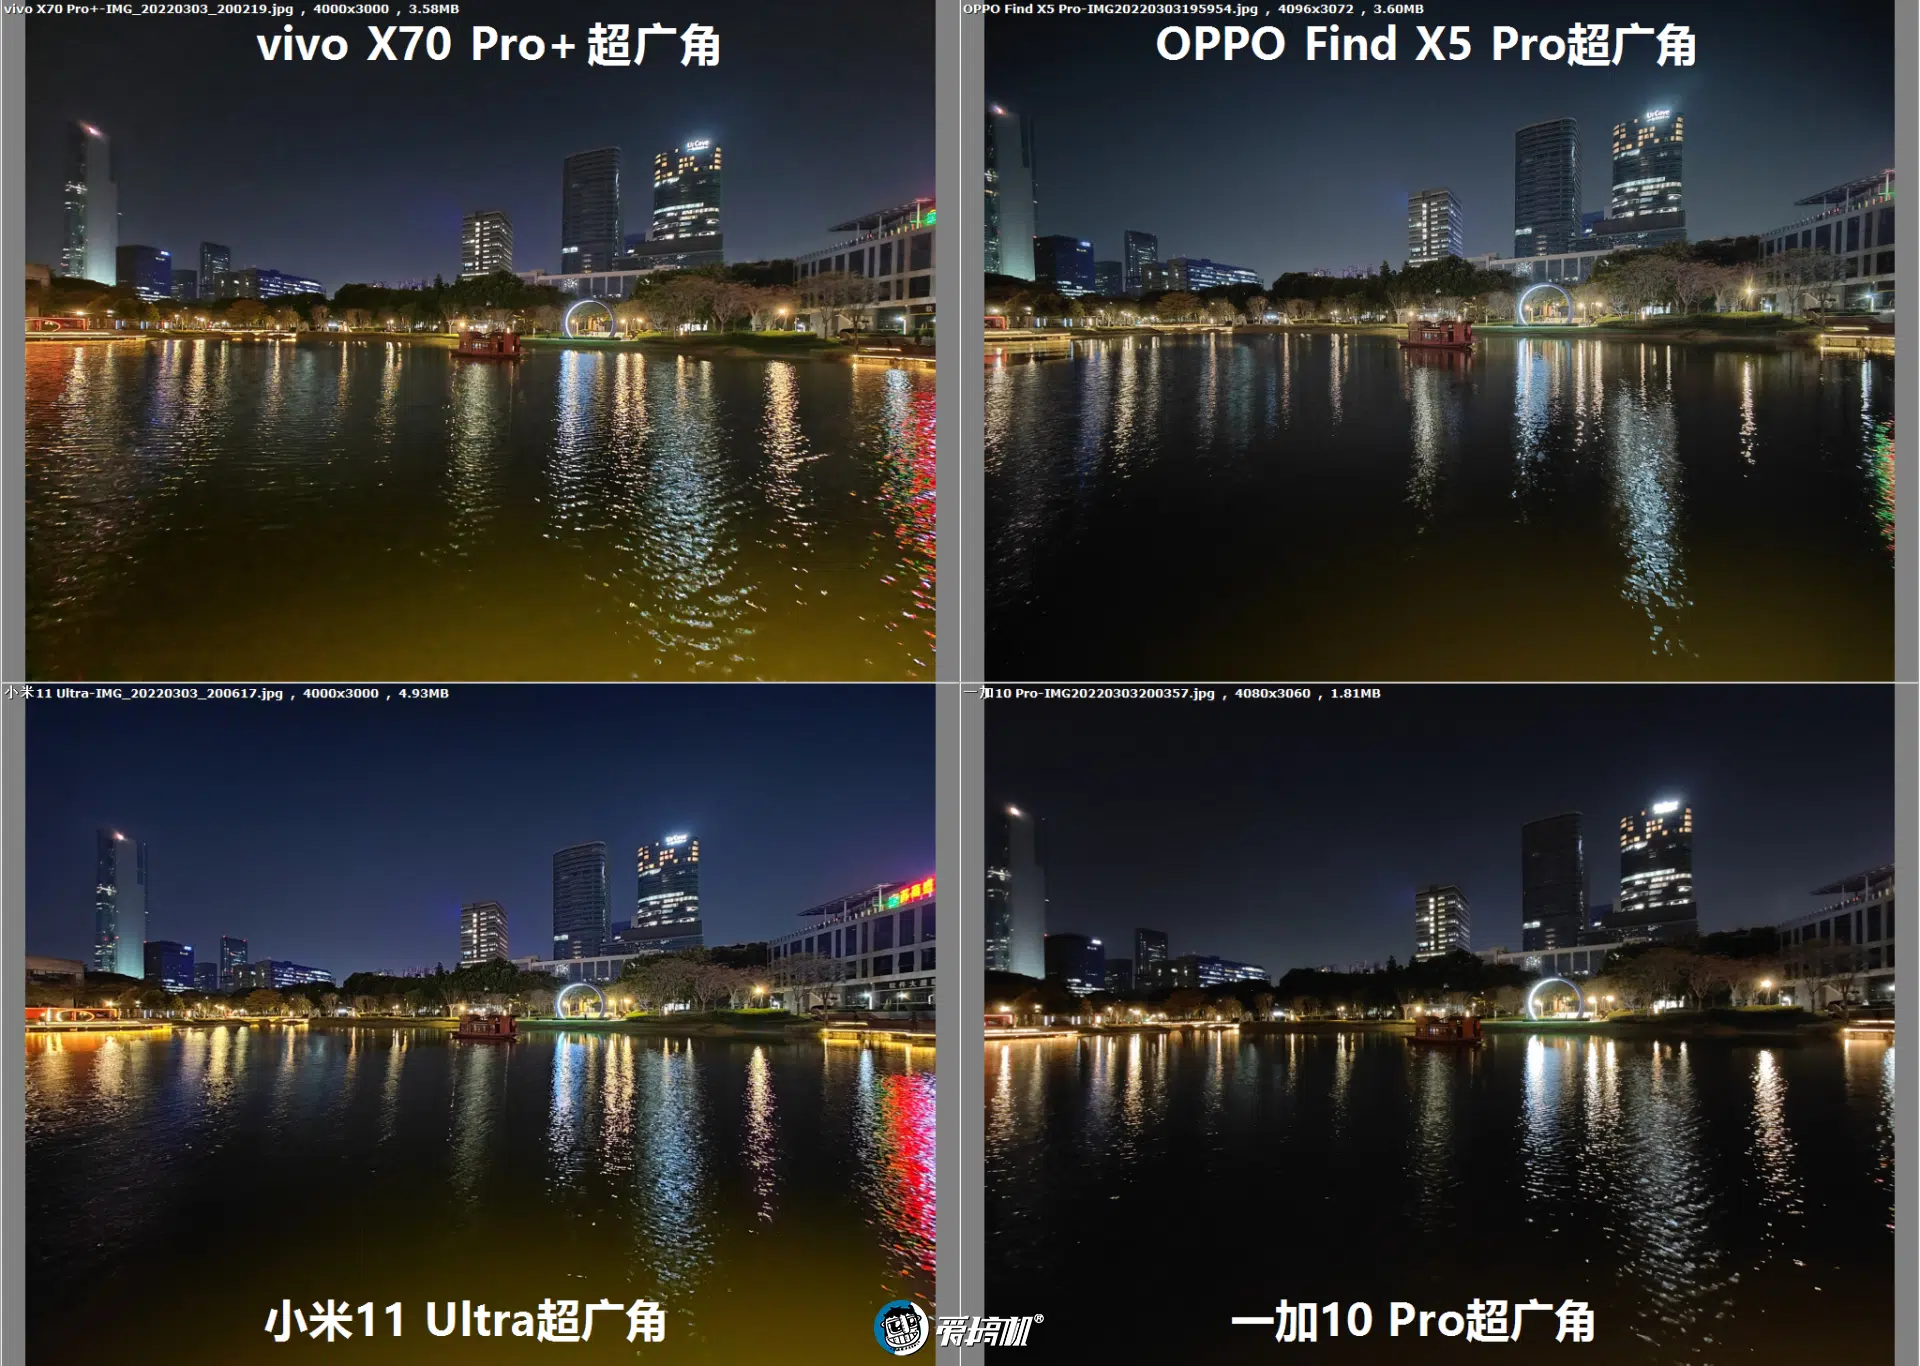 vivo X70 Pro+-IMG_20220303_200219.jpg , 4000x3000 , 3.58MB
vivo X70 Pro+超广角
OPPO Find X5 Pro-IMG20220303195954.jpg , 4096x3072 , 3.60MB
OPPO Find X5 Pro超广角
小米11 Ultra-IMG_20220303_200617.jpg , 4000x3000 , 4.93MB
小米11 Ultra超广角
一加10 Pro-IMG20220303200357.jpg , 4080x3060 , 1.81MB
一加10 Pro超广角
爱搞机®